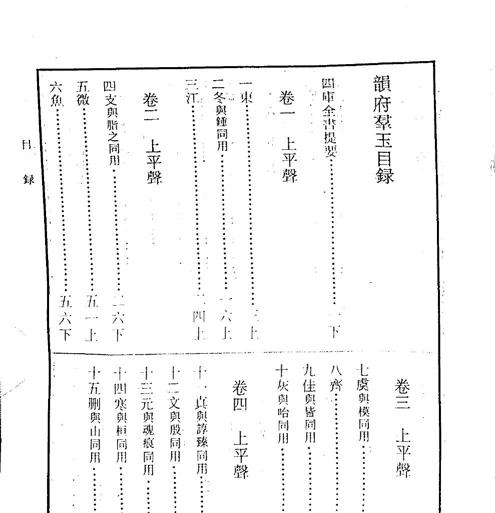 韻府羣玉目録
四庫全書提要……一下
卷一　上平聲
一東……三上
二冬與鍾同用……一六上
三江……二四上
卷二　上平聲
四支與脂之同用……二六下
五微……五一上
六魚……五六下
卷三　上平聲
七虞與模同用……
八齊……
九佳與皆同用……
十灰與咍同用……
卷四　上平聲
十一真與諄臻同用……
十二文與殷同用……
十三元與魂痕同用……
十四寒與桓同用……
十五刪與山同用……
目録